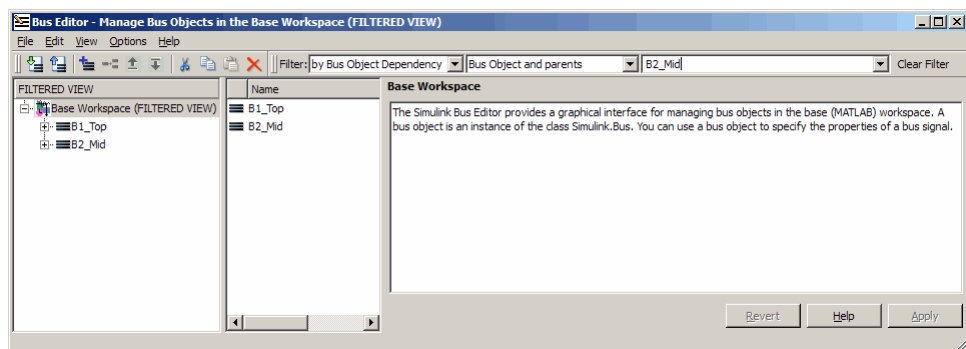 Bus Editor - Manage Bus Objects in the Base Workspace (FILTERED VIEW)
File Edit View Options Help
Filter: by Bus Object Dependency Bus Object and parents B2_Mid Clear Filter
FILTERED VIEW
Base Workspace (FILTERED VIEW)
B1_Top
B2_Mid
Name
B1_Top
B2_Mid
Base Workspace
The Simulink Bus Editor provides a graphical interface for managing bus objects in the base (MATLAB) workspace. A
bus object is an instance of the class Simulink.Bus. You can use a bus object to specify the properties of a bus signal.
Revert Help Apply